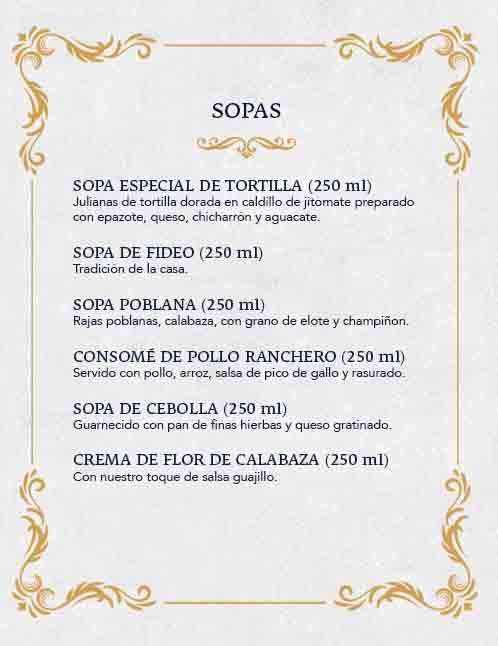 SOPAS
SOPA ESPECIAL DE TORTILLA (250 ml)
Julianas de tortilla dorada en caldillo de jitomate preparado
con epazote, queso, chicharrón y aguacate.
SOPA DE FIDEO (250 ml)
Tradición de la casa.
SOPA POBLANA (250 ml)
Rajas poblanas, calabaza, con grano de elote y champiñon.
CONSOMÉ DE POLLO RANCHERO (250 ml)
Servido con pollo, arroz, salsa de pico de gallo y rasurado.
SOPA DE CEBOLLA (250 ml)
Guarnecido con pan de finas hierbas y queso gratinado.
CREMA DE FLOR DE CALABAZA (250 ml)
Con nuestro toque de salsa guajillo.